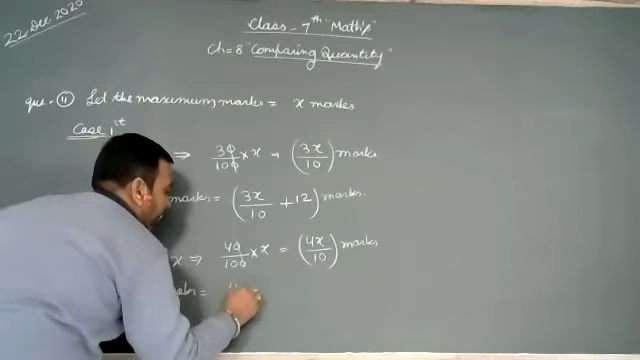 22 Dec. 2020
Class - 7th Math's
Ch = 8 "Comparing Quantity"
que. 11 Let the maximum marks = x marks
Case 1st
⇒ 30/100 × x = (3x/10) marks
marks = (3x/10 + 12) marks.
x ⇒ 40/100 × x = (4x/10) marks